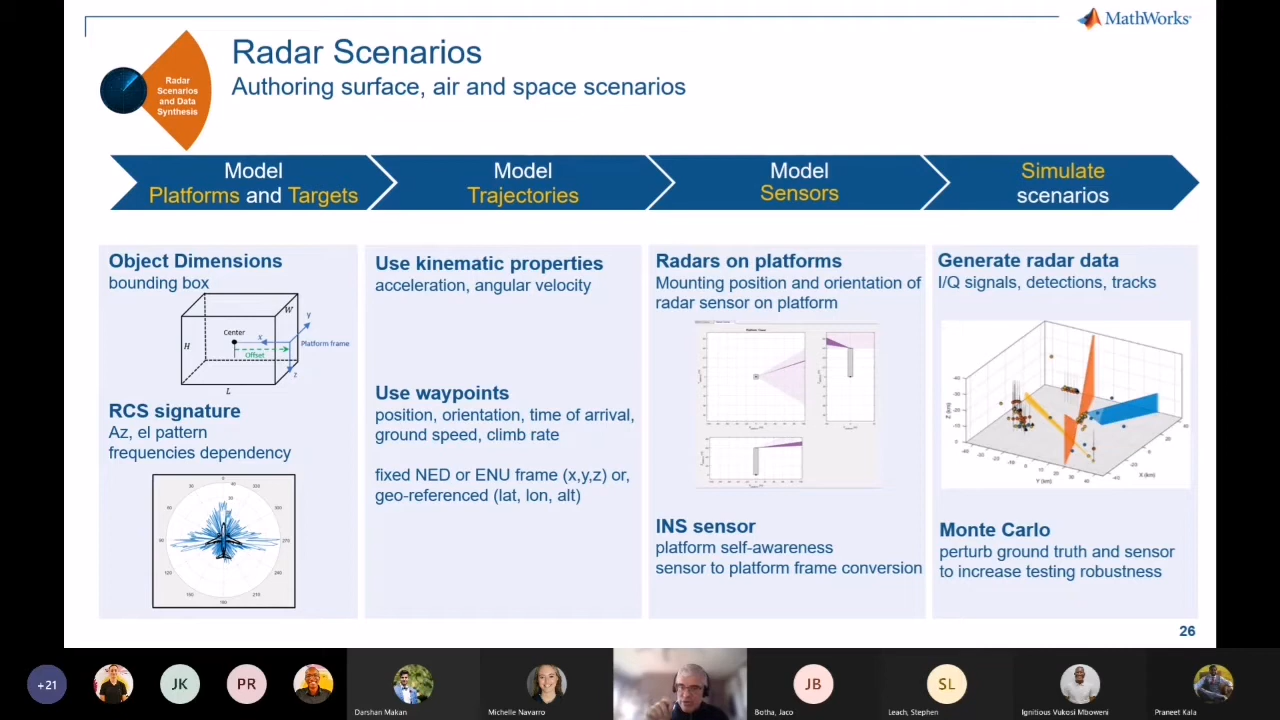 MathWorks
Radar Scenarios
Authoring surface, air and space scenarios
Radar
Scenarios
and Data
Synthesis
Model
Platforms and Targets
Model
Trajectories
Model
Sensors
Simulate
scenarios
Object Dimensions
bounding box
W
y
Center
x
H
Platform frame
Offset
z
L
RCS signature
Az, el pattern
frequencies dependency
Use kinematic properties
acceleration, angular velocity
Use waypoints
position, orientation, time of arrival,
ground speed, climb rate
fixed NED or ENU frame (x,y,z) or,
geo-referenced (lat, lon, alt)
Radars on platforms
Mounting position and orientation of
radar sensor on platform
INS sensor
platform self-awareness
sensor to platform frame conversion
Generate radar data
I/Q signals, detections, tracks
Z (km)
Y (km)
X (km)
Monte Carlo
perturb ground truth and sensor
to increase testing robustness
26
+21
JK
PR
JB
SL
Darshan Makan
Michelle Navarro
Botha, Jaco
Leach, Stephen
Ignitious Vukosi Mboweni
Praneet Kala